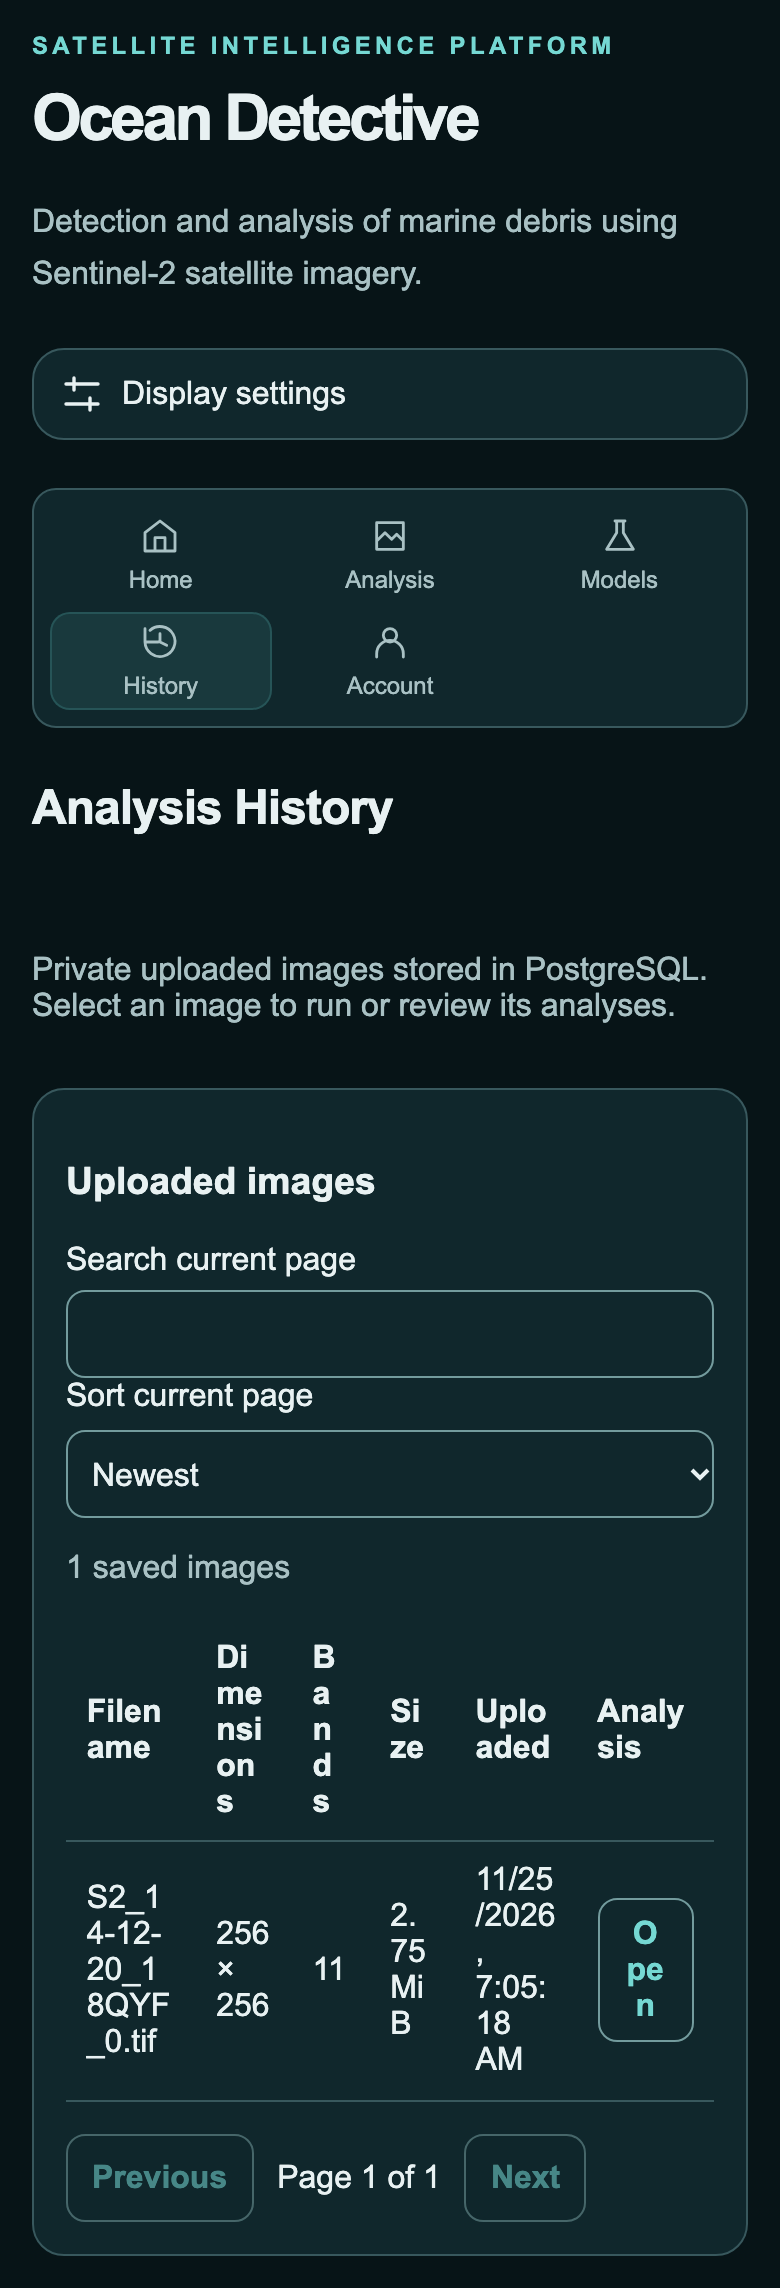 SATELLITE INTELLIGENCE PLATFORM
Ocean Detective
Detection and analysis of marine debris using
Sentinel-2 satellite imagery.
Display settings
Home
Analysis
Models
History
Account
Analysis History
Private uploaded images stored in PostgreSQL.
Select an image to run or review its analyses.
Uploaded images
Search current page
Sort current page
Newest
1 saved images
Filen
ame
Di
me
nsi
on
s
B
a
n
d
s
Si
ze
Uplo
aded
Analy
sis
S2_1
4-12-
20_1
8QYF
_0.tif
256
×
256
11
2.
75
Mi
B
11/25
/2026
,
7:05:
18
AM
O
pe
n
Previous
Page 1 of 1
Next